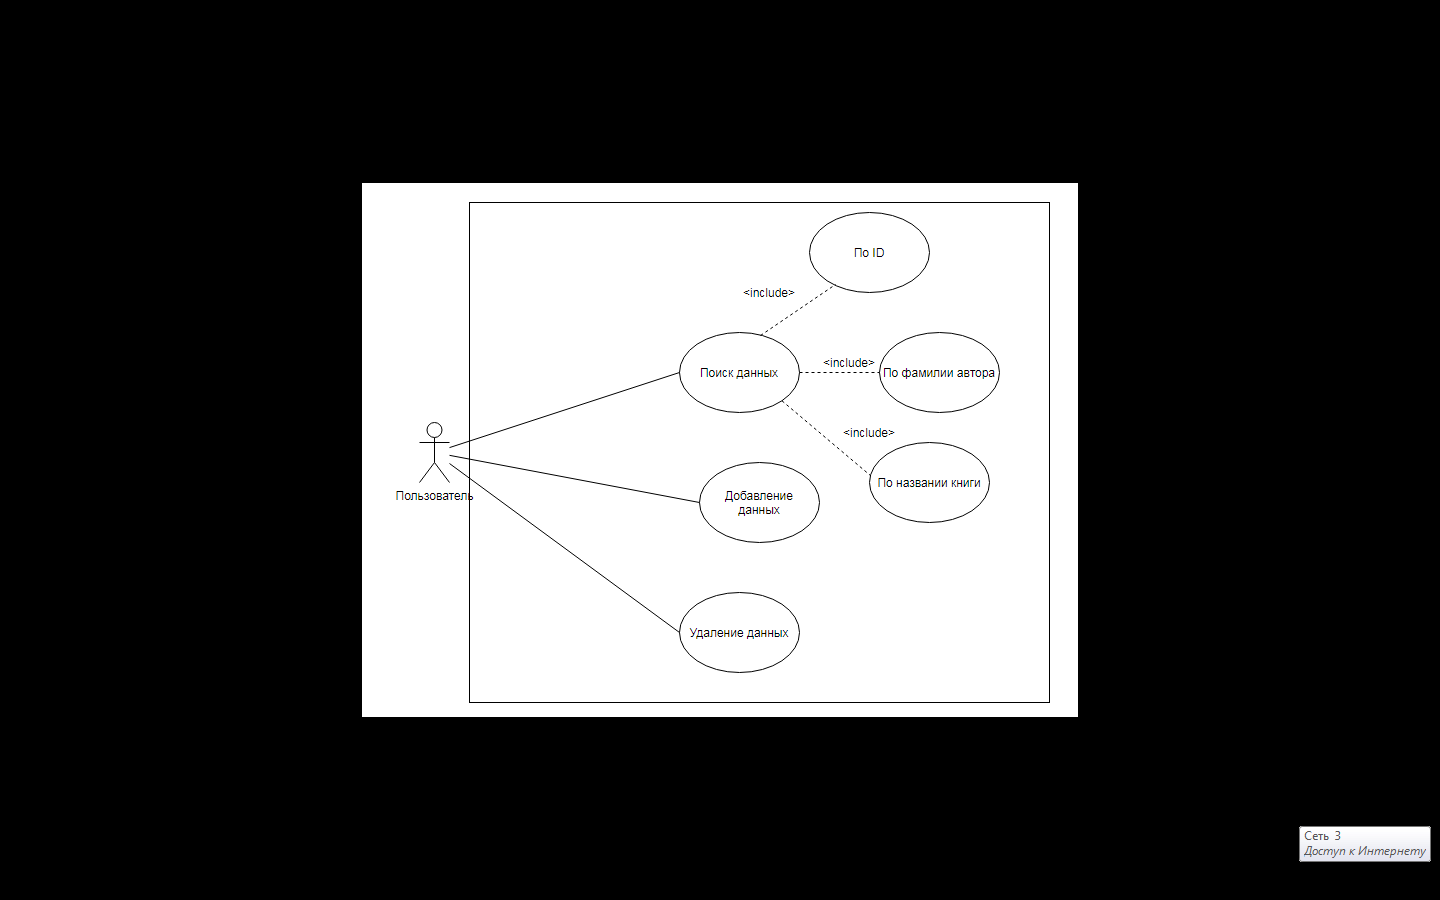 По ID
<include>
Поиск данных
<include>
По фамилии автора
<include>
По названии книги
Пользователь
Добавление
данных
Удаление данных
Сеть 3
Доступ к Интернету